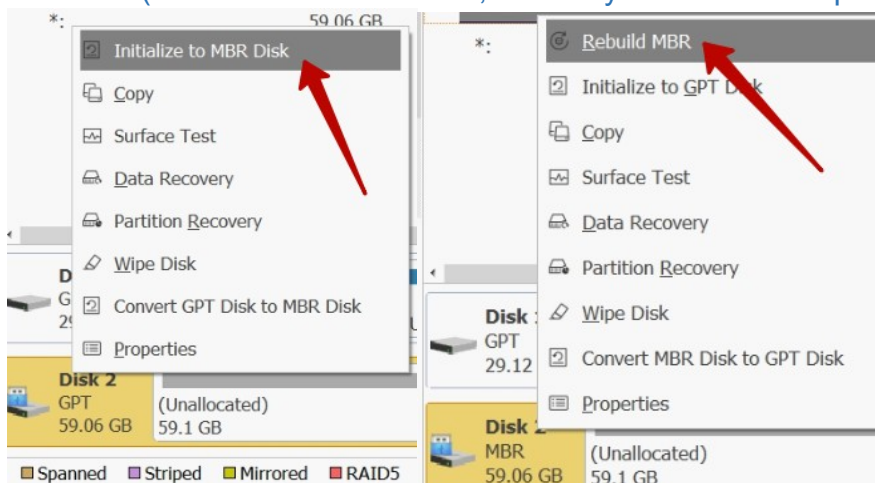 *:
59.06 GB
Initialize to MBR Disk
Copy
Surface Test
Data Recovery
Partition Recovery
Wipe Disk
Convert GPT Disk to MBR Disk
Properties
Disk 2
GPT
59.06 GB
(Unallocated)
59.1 GB
Spanned Striped Mirrored RAID5
*:
Rebuild MBR
Initialize to GPT Disk
Copy
Surface Test
Data Recovery
Partition Recovery
Wipe Disk
Convert MBR Disk to GPT Disk
Properties
Disk
GPT
29.12
Disk 2
MBR
59.06 GB
(Unallocated)
59.1 GB